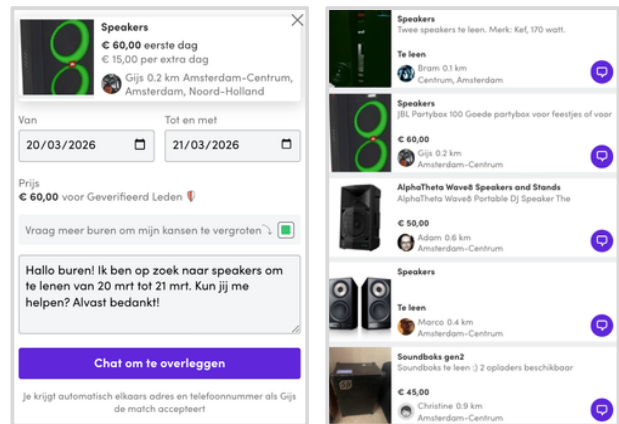 Speakers
€ 60,00 eerste dag
€ 15,00 per extra dag
Gijs 0.2 km Amsterdam-Centrum,
Amsterdam, Noord-Holland
Van
Tot en met
20/03/2026
21/03/2026
Prijs
€ 60,00 voor Geverifieerd Leden
Vraag meer buren om mijn kansen te vergroten
Hallo buren! Ik ben op zoek naar speakers om
te lenen van 20 mrt tot 21 mrt. Kun jij me
helpen? Alvast bedankt!
Chat om te overleggen
Je krijgt automatisch elkaars adres en telefoonnummer als Gijs
de match accepteert
Speakers
Twee speakers te leen. Merk: Kef, 170 watt.
Te leen
Bram 0.1 km
Centrum, Amsterdam
Speakers
JBL Partybox 100 Goede partybox voor feestjes of voor
€ 60,00
Gijs 0.2 km
Amsterdam-Centrum
AlphaTheta Wave8 Speakers and Stands
AlphaTheta Wave8 Portable DJ Speaker The
€ 50,00
Adam 0.6 km
Amsterdam-Centrum
Speakers
Te leen
Marco 0.4 km
Amsterdam-Centrum
Soundboks gen2
Soundboks te leen :) 2 opladers beschikbaar
€ 45,00
Christine 0.9 km
Amsterdam-Centrum